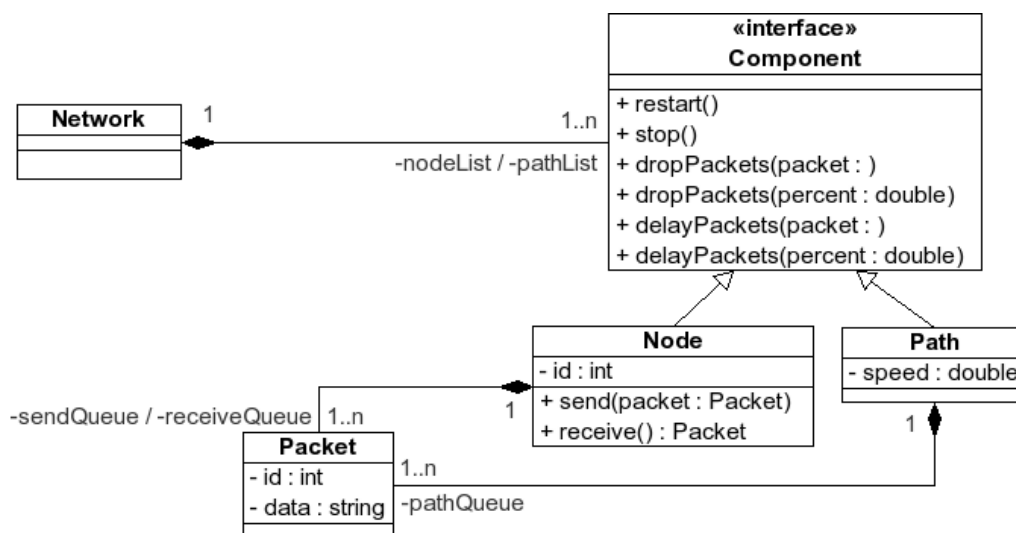 «interface»
Component
+ restart()
+ stop()
+ dropPackets(packet : )
+ dropPackets(percent : double)
+ delayPackets(packet : )
+ delayPackets(percent : double)
Network
1
1..n
-nodeList / -pathList
Node
- id : int
+ send(packet : Packet)
+ receive() : Packet
Path
- speed : double
1
-sendQueue / -receiveQueue
1..n
1
Packet
- id : int
- data : string
1..n
-pathQueue